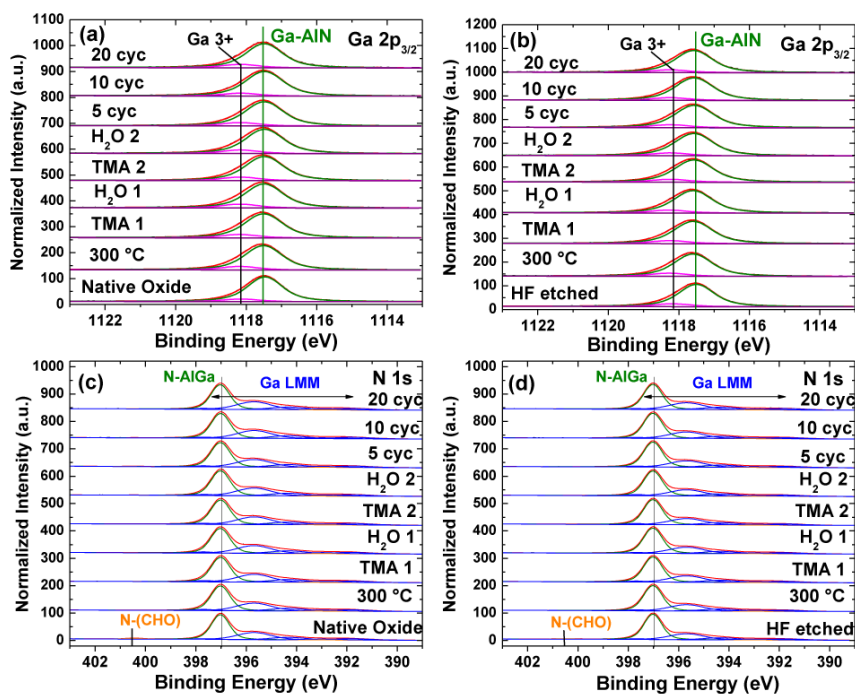 (a) Ga 3+ Ga-AlN Ga 2p3/2
20 cyc
10 cyc
5 cyc
H2O 2
TMA 2
H2O 1
TMA 1
300 °C
Native Oxide
1000
900
800
700
600
500
400
300
200
100
0
Normalized Intensity (a.u.)
1122 1120 1118 1116 1114
Binding Energy (eV)
(b) Ga 3+ Ga-AlN Ga 2p3/2
20 cyc
10 cyc
5 cyc
H2O 2
TMA 2
H2O 1
TMA 1
300 °C
HF etched
1200
1100
1000
900
800
700
600
500
400
300
200
100
0
Normalized Intensity (a.u.)
1122 1120 1118 1116 1114
Binding Energy (eV)
(c) N-AlGa Ga LMM N 1s
20 cyc
10 cyc
5 cyc
H2O 2
TMA 2
H2O 1
TMA 1
300 °C
N-(CHO) Native Oxide
1000
900
800
700
600
500
400
300
200
100
0
Normalized Intensity (a.u.)
402 400 398 396 394 392 390
Binding Energy (eV)
(d) N-AlGa Ga LMM N 1s
20 cyc
10 cyc
5 cyc
H2O 2
TMA 2
H2O 1
TMA 1
300 °C
N-(CHO) HF etched
1000
900
800
700
600
500
400
300
200
100
0
Normalized Intensity (a.u.)
402 400 398 396 394 392 390
Binding Energy (eV)